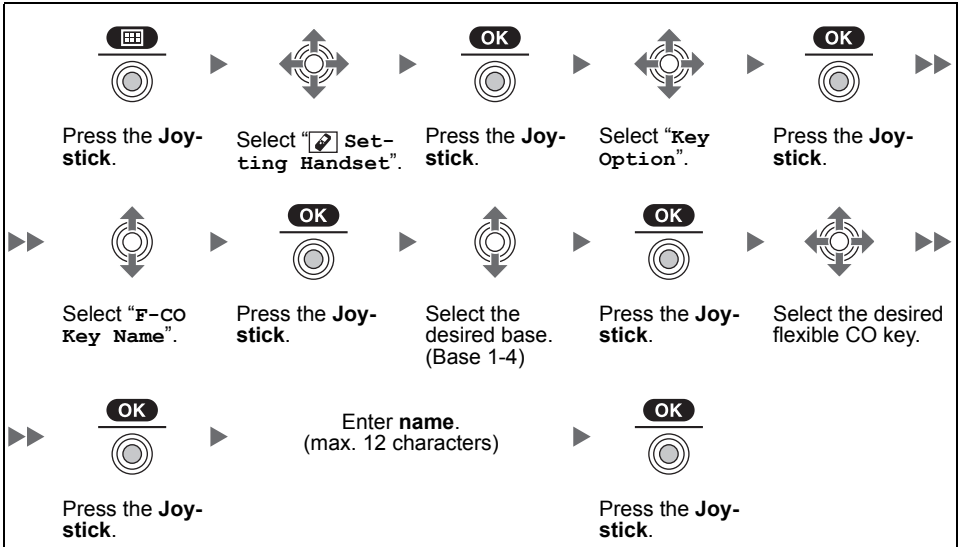 OK
OK
Press the Joy-
stick.
Select “Set-
ting Handset”.
Press the Joy-
stick.
Select “Key
Option”.
Press the Joy-
stick.
OK
OK
Select “F-CO
Key Name”.
Press the Joy-
stick.
Select the
desired base.
(Base 1-4)
Press the Joy-
stick.
Select the desired
flexible CO key.
OK
Enter name.
(max. 12 characters)
OK
Press the Joy-
stick.
Press the Joy-
stick.